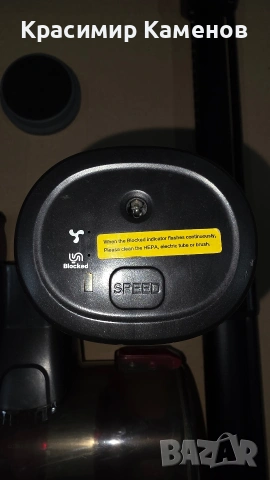 Красимир Каменов
When the Blocked indicator flashes continuously,
Please clean the HEPA, electric tube or brush.
Blocked
SPEED
BAZAR